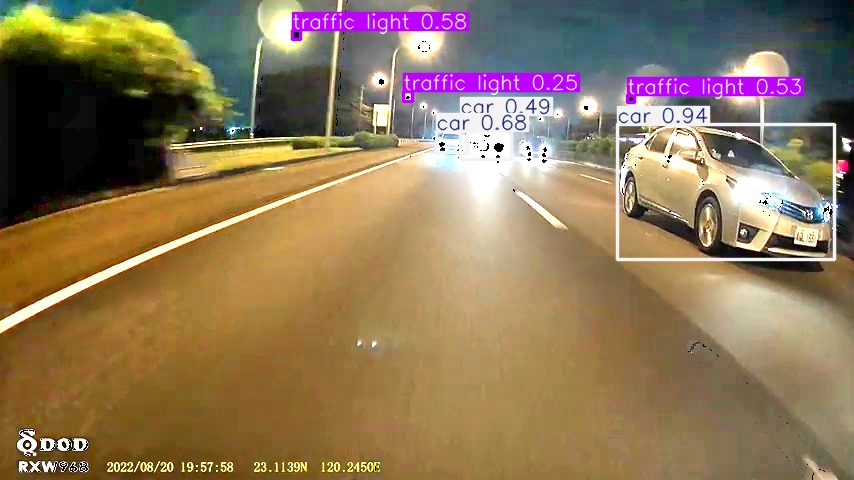 traffic light 0.58
traffic light 0.25
traffic light 0.53
car 0.49
car 0.94
car 0.68
DOD
RXW
2022/08/20 19:57:58 23.1139N 120.2450E